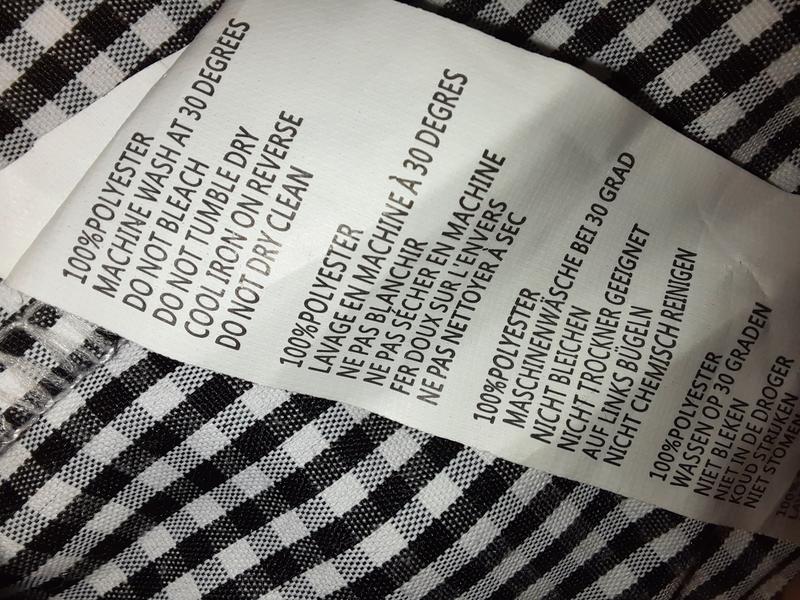 100%POLYESTER
MACHINE WASH AT 30 DEGREES
DO NOT BLEACH
DO NOT TUMBLE DRY
COOL IRON ON REVERSE
DO NOT DRY CLEAN
100%POLYESTER
LAVAGE EN MACHINE À 30 DEGRES
NE PAS BLANCHIR
NE PAS SÉCHER EN MACHINE
FER DOUX SUR L'ENVERS
NE PAS NETTOYER À SEC
100%POLYESTER
MASCHINENWÄSCHE BEI 30 GRAD
NICHT BLEICHEN
NICHT TROCKNER GEEIGNET
AUF LINKS BÜGELN
NICHT CHEMISCH REINIGEN
100%POLYESTER
WASSEN OP 30 GRADEN
NIET BLEKEN
NIET IN DE DROGER
KOUD STRIJKEN
NIET STOMEN